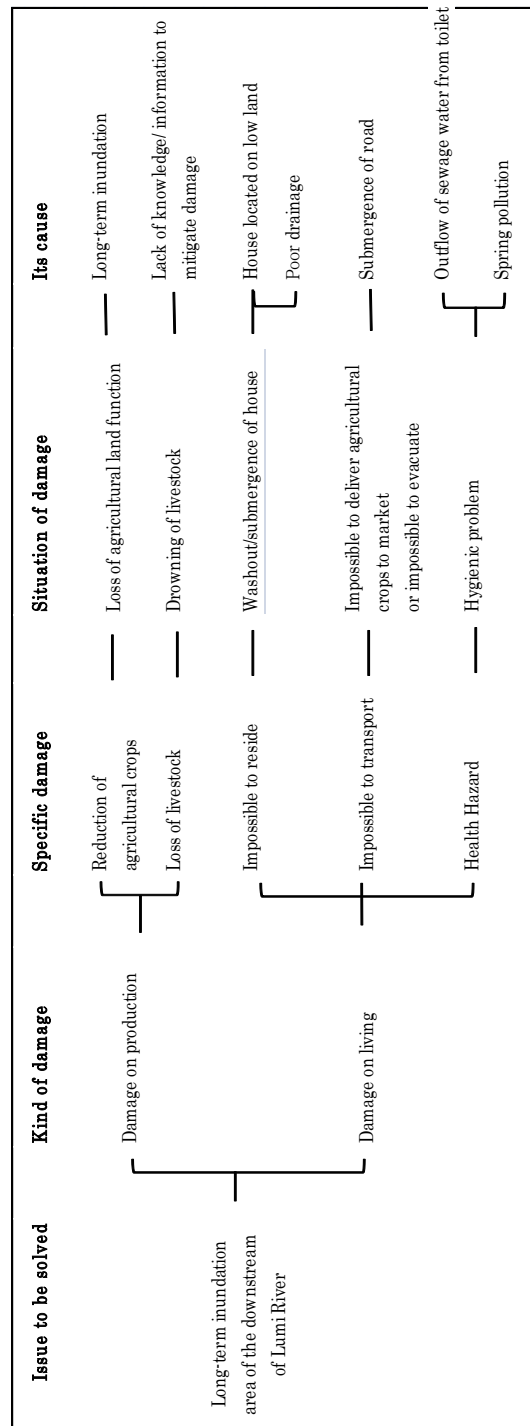 Issue to be solved
Kind of damage
Specific damage
Situation of damage
Its cause
Long-term inundation
area of the downstream
of Lumi River
Damage on production
Damage on living
Reduction of
agricultural crops
Loss of livestock
Impossible to reside
Impossible to transport
Health Hazard
Loss of agricultural land function
Drowning of livestock
Washout/submergence of house
Impossible to deliver agricultural
crops to market
or impossible to evacuate
Hygienic problem
Long-term inundation
Lack of knowledge/ information to
mitigate damage
House located on low land
Poor drainage
Submergence of road
Outflow of sewage water from toilet
Spring pollution